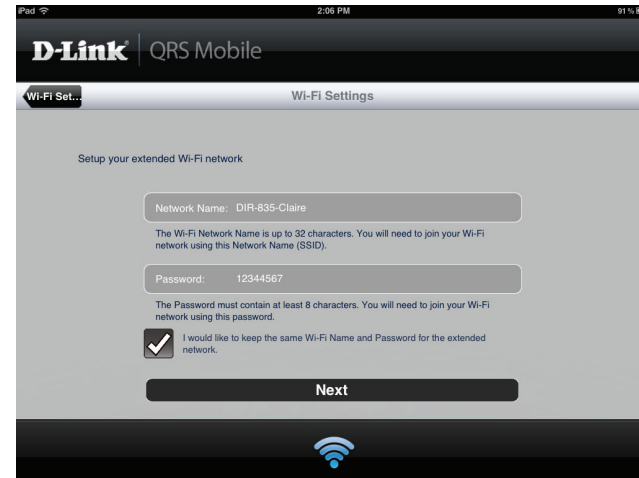 iPad 2:06 PM 91%
D-Link QRS Mobile
Wi-Fi Set... Wi-Fi Settings
Setup your extended Wi-Fi network
Network Name: DIR-835-Claire
The Wi-Fi Network Name is up to 32 characters. You will need to join your Wi-Fi
network using this Network Name (SSID).
Password: 12344567
The Password must contain at least 8 characters. You will need to join your Wi-Fi
network using this password.
I would like to keep the same Wi-Fi Name and Password for the extended
network.
Next